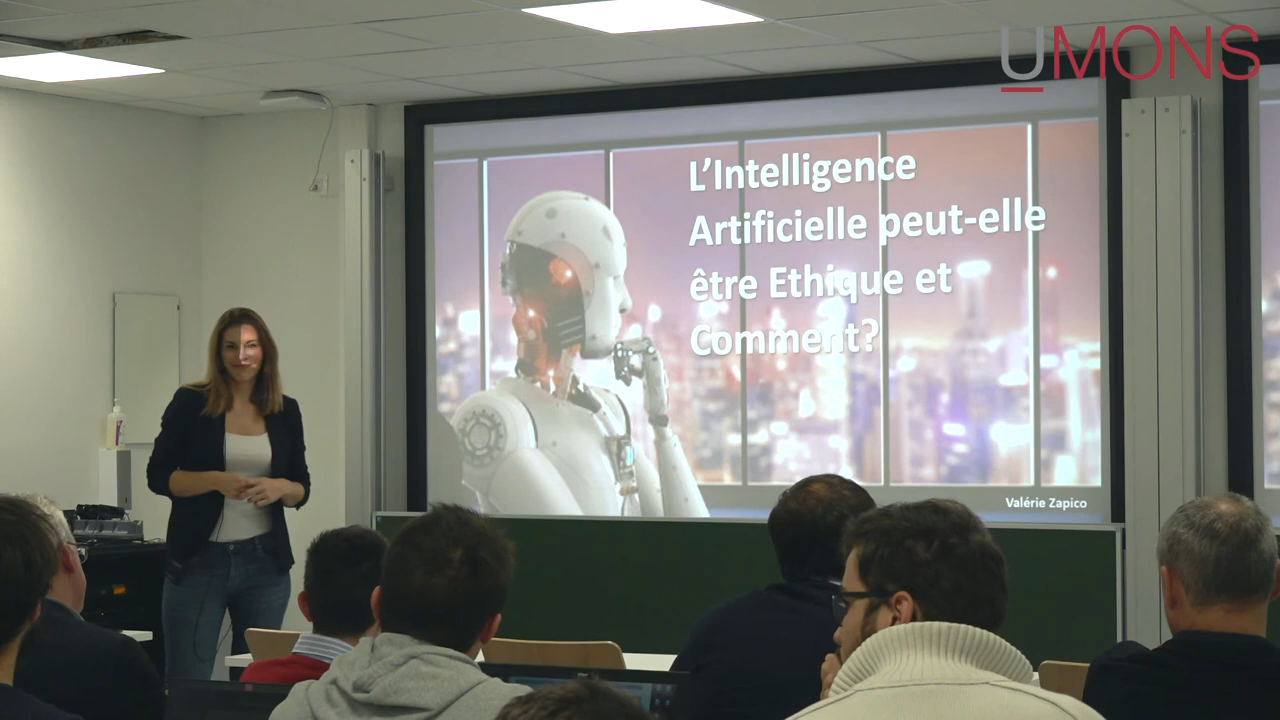 UMONS
L'Intelligence
Artificielle peut-elle
être Ethique et
Comment?
Valérie Zapico